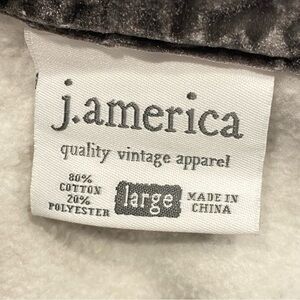 j.america
quality vintage apparel
80%
COTTON
20%
POLYESTER
large
MADE IN
CHINA